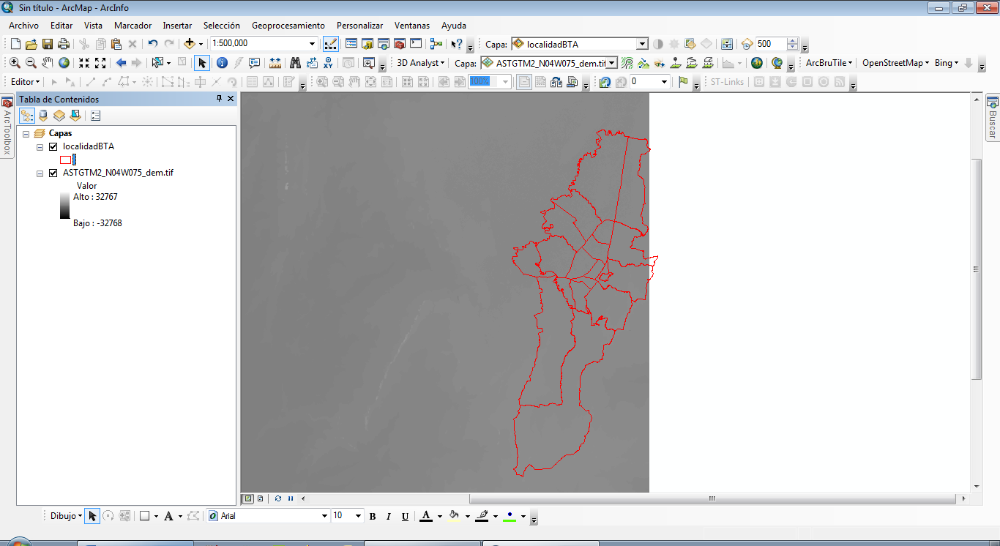 Sin título - ArcMap - ArcInfo
Archivo Editar Vista Marcador Insertar Selección Geoprocesamiento Personalizar Ventanas Ayuda
1:500,000 Capa: localidadBTA 500
3D Analyst Capa: ASTGTM2_N04W075_dem.tif ArcBruTile OpenStreetMap Bing
Editor 100% 0 ST-Links
Tabla de Contenidos
ArcToolbox
Buscar
Capas
localidadBTA
ASTGTM2_N04W075_dem.tif
Valor
Alto : 32767
Bajo : -32768
Dibujo A Arial 10 B I U A